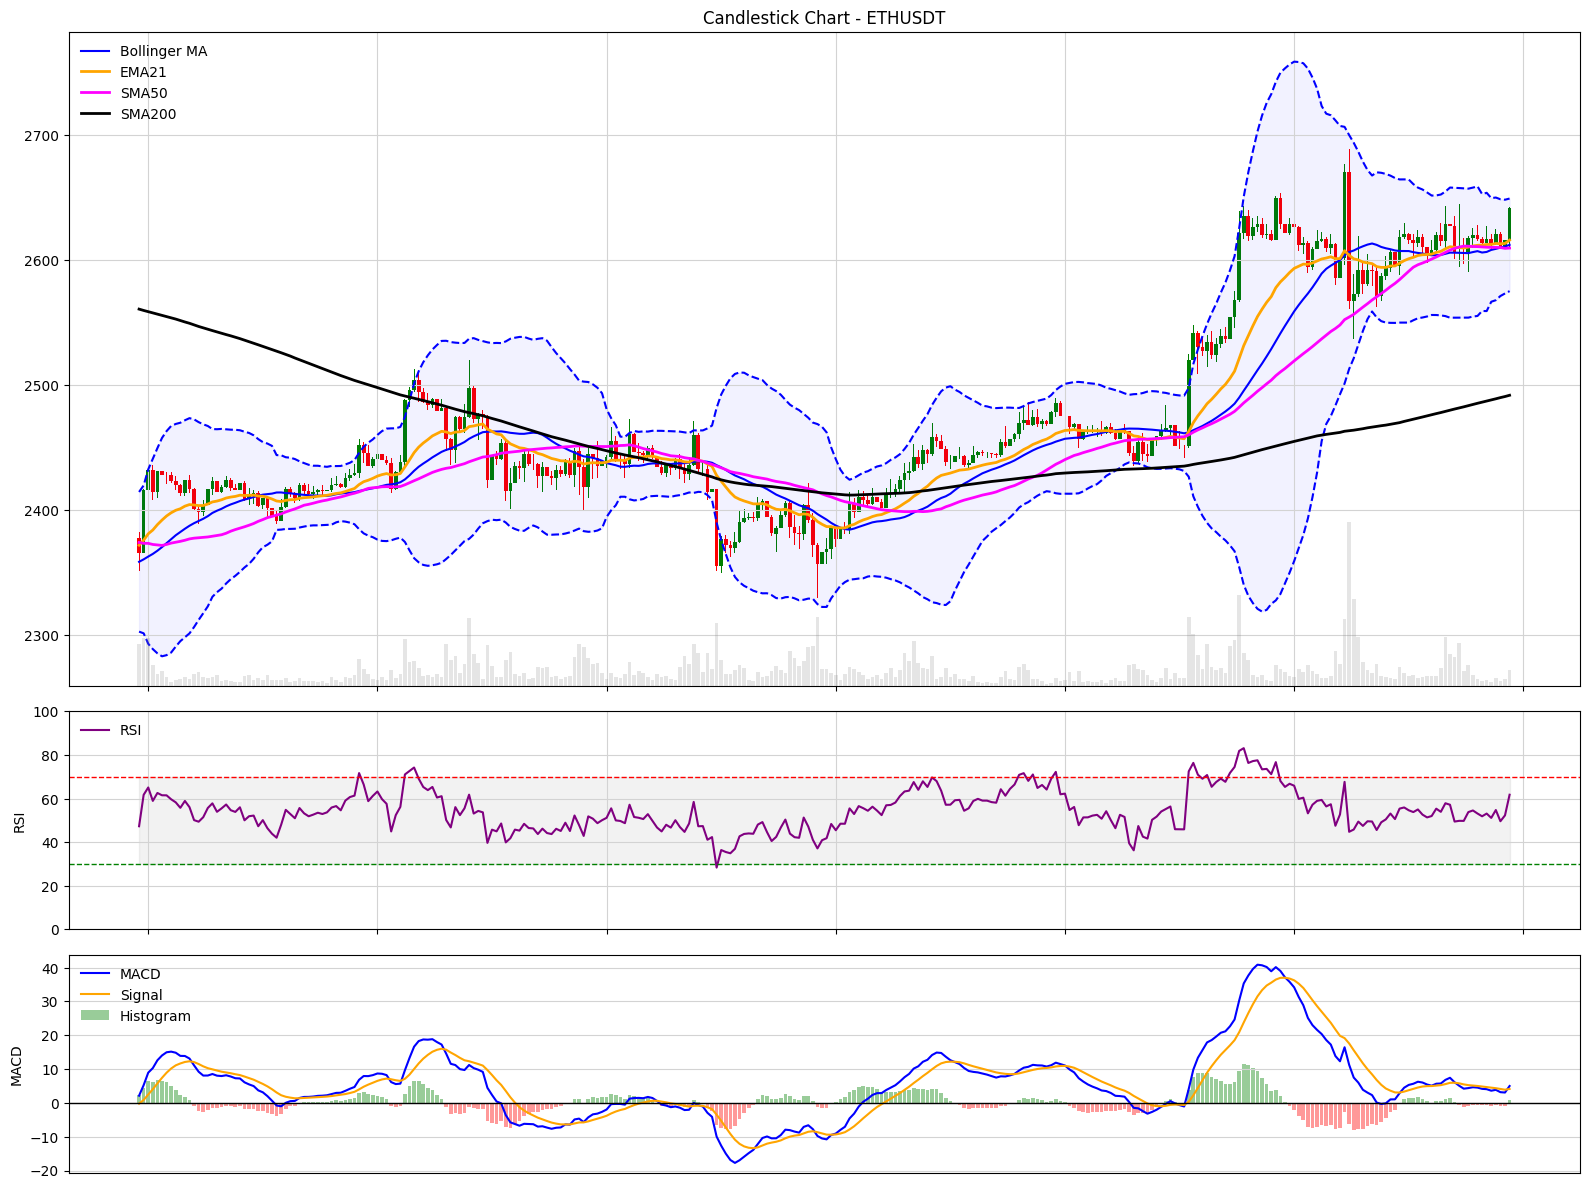 Candlestick Chart - ETHUSDT
Bollinger MA
EMA21
SMA50
SMA200
2700
2600
2500
2400
2300
100
RSI
80
60
RSI
40
20
0
MACD
40
Signal
30
Histogram
20
MACD
10
0
−10
−20